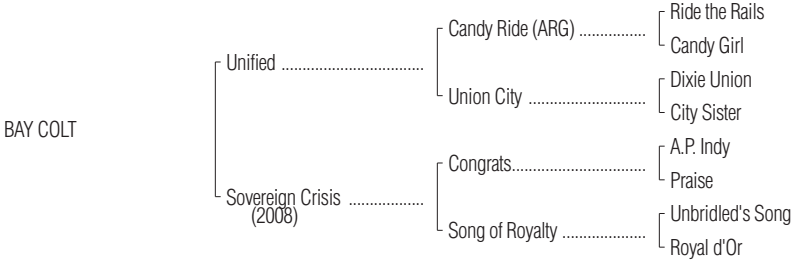 Ride the Rails
Candy Ride (ARG) ................
Candy Girl
Unified ..................................
Dixie Union
Union City ............................
City Sister
BAY COLT
A.P. Indy
Congrats................................
Praise
Sovereign Crisis ..................
(2008)
Unbridled's Song
Song of Royalty ....................
Royal d'Or